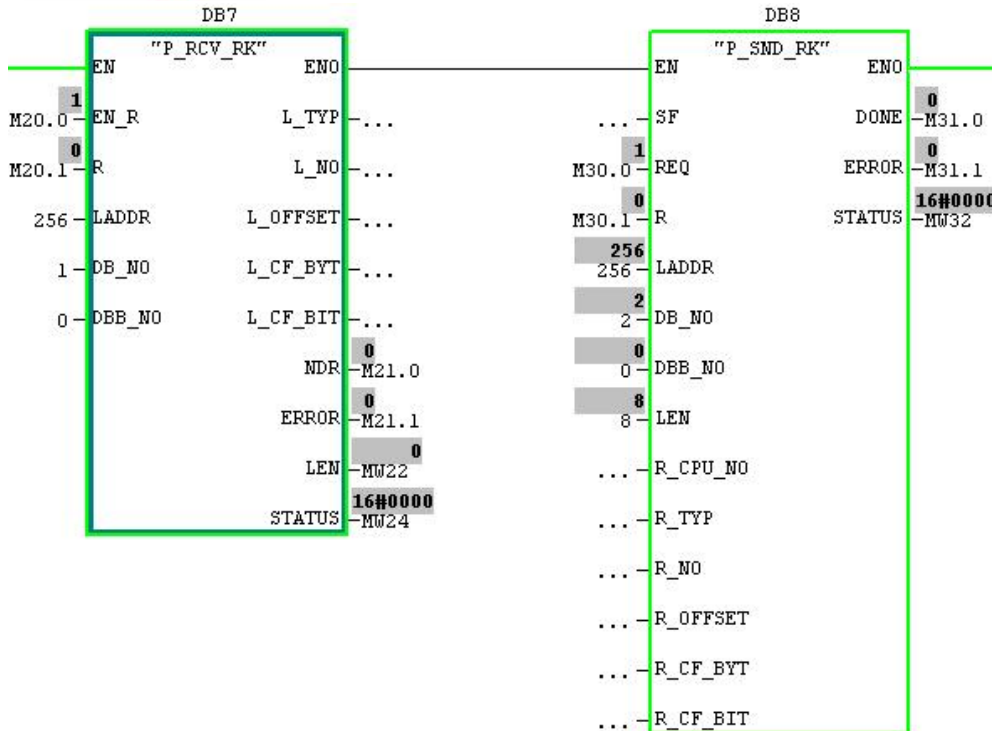 DB7
"P_RCV_RK"
EN ENO
1
M20.0 EN_R L_TYP ...
0
M20.1 R L_NO ...
256 LADDR L_OFFSET ...
1 DB_NO L_CF_BYT ...
0 DBB_NO L_CF_BIT ...
0
NDR M21.0
0
ERROR M21.1
0
LEN MW22
16#0000
STATUS MW24
DB8
"P_SND_RK"
EN ENO
0
... SF DONE M31.0
1 0
M30.0 REQ ERROR M31.1
0 16#0000
M30.1 R STATUS MW32
256
256 LADDR
2
2 DB_NO
0
0 DBB_NO
8
8 LEN
... R_CPU_NO
... R_TYP
... R_NO
... R_OFFSET
... R_CF_BYT
... R_CF_BIT